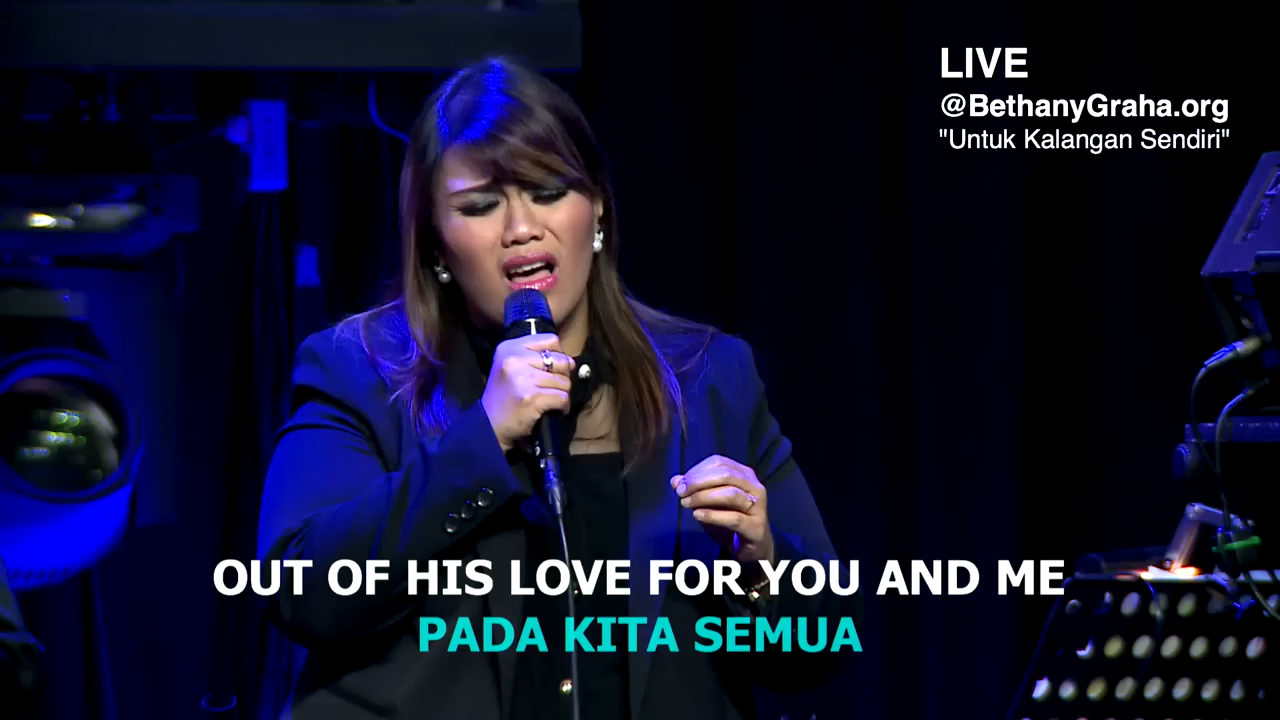 LIVE
@BethanyGraha.org
"Untuk Kalangan Sendiri"
OUT OF HIS LOVE FOR YOU AND ME
PADA KITA SEMUA